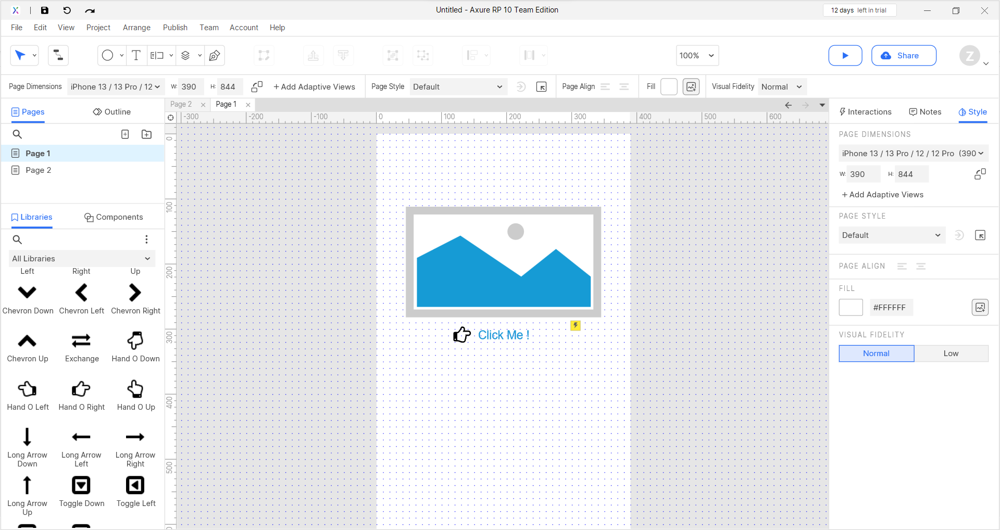 Untitled - Axure RP 10 Team Edition
12 days left in trial
File Edit View Project Arrange Publish Team Account Help
100%
Share
Z
Page Dimensions iPhone 13 / 13 Pro / 12 W: 390 H: 844 + Add Adaptive Views Page Style Default Page Align Fill Visual Fidelity Normal
Pages Outline
Page 1
Page 2
Libraries Components
All Libraries
Left Right Up
Chevron Down Chevron Left Chevron Right
Chevron Up Exchange Hand O Down
Hand O Left Hand O Right Hand O Up
Long Arrow Down
Long Arrow Left
Long Arrow Right
Long Arrow Up
Toggle Down Toggle Left
Page 2 Page 1
-300 -200 -100 0 100 200 300 400 500 600
0
100
200
300
400
500
Click Me !
Interactions Notes Style
PAGE DIMENSIONS
iPhone 13 / 13 Pro / 12 / 12 Pro (390
W: 390 H: 844
+ Add Adaptive Views
PAGE STYLE
Default
PAGE ALIGN
FILL
#FFFFFF
VISUAL FIDELITY
Normal Low